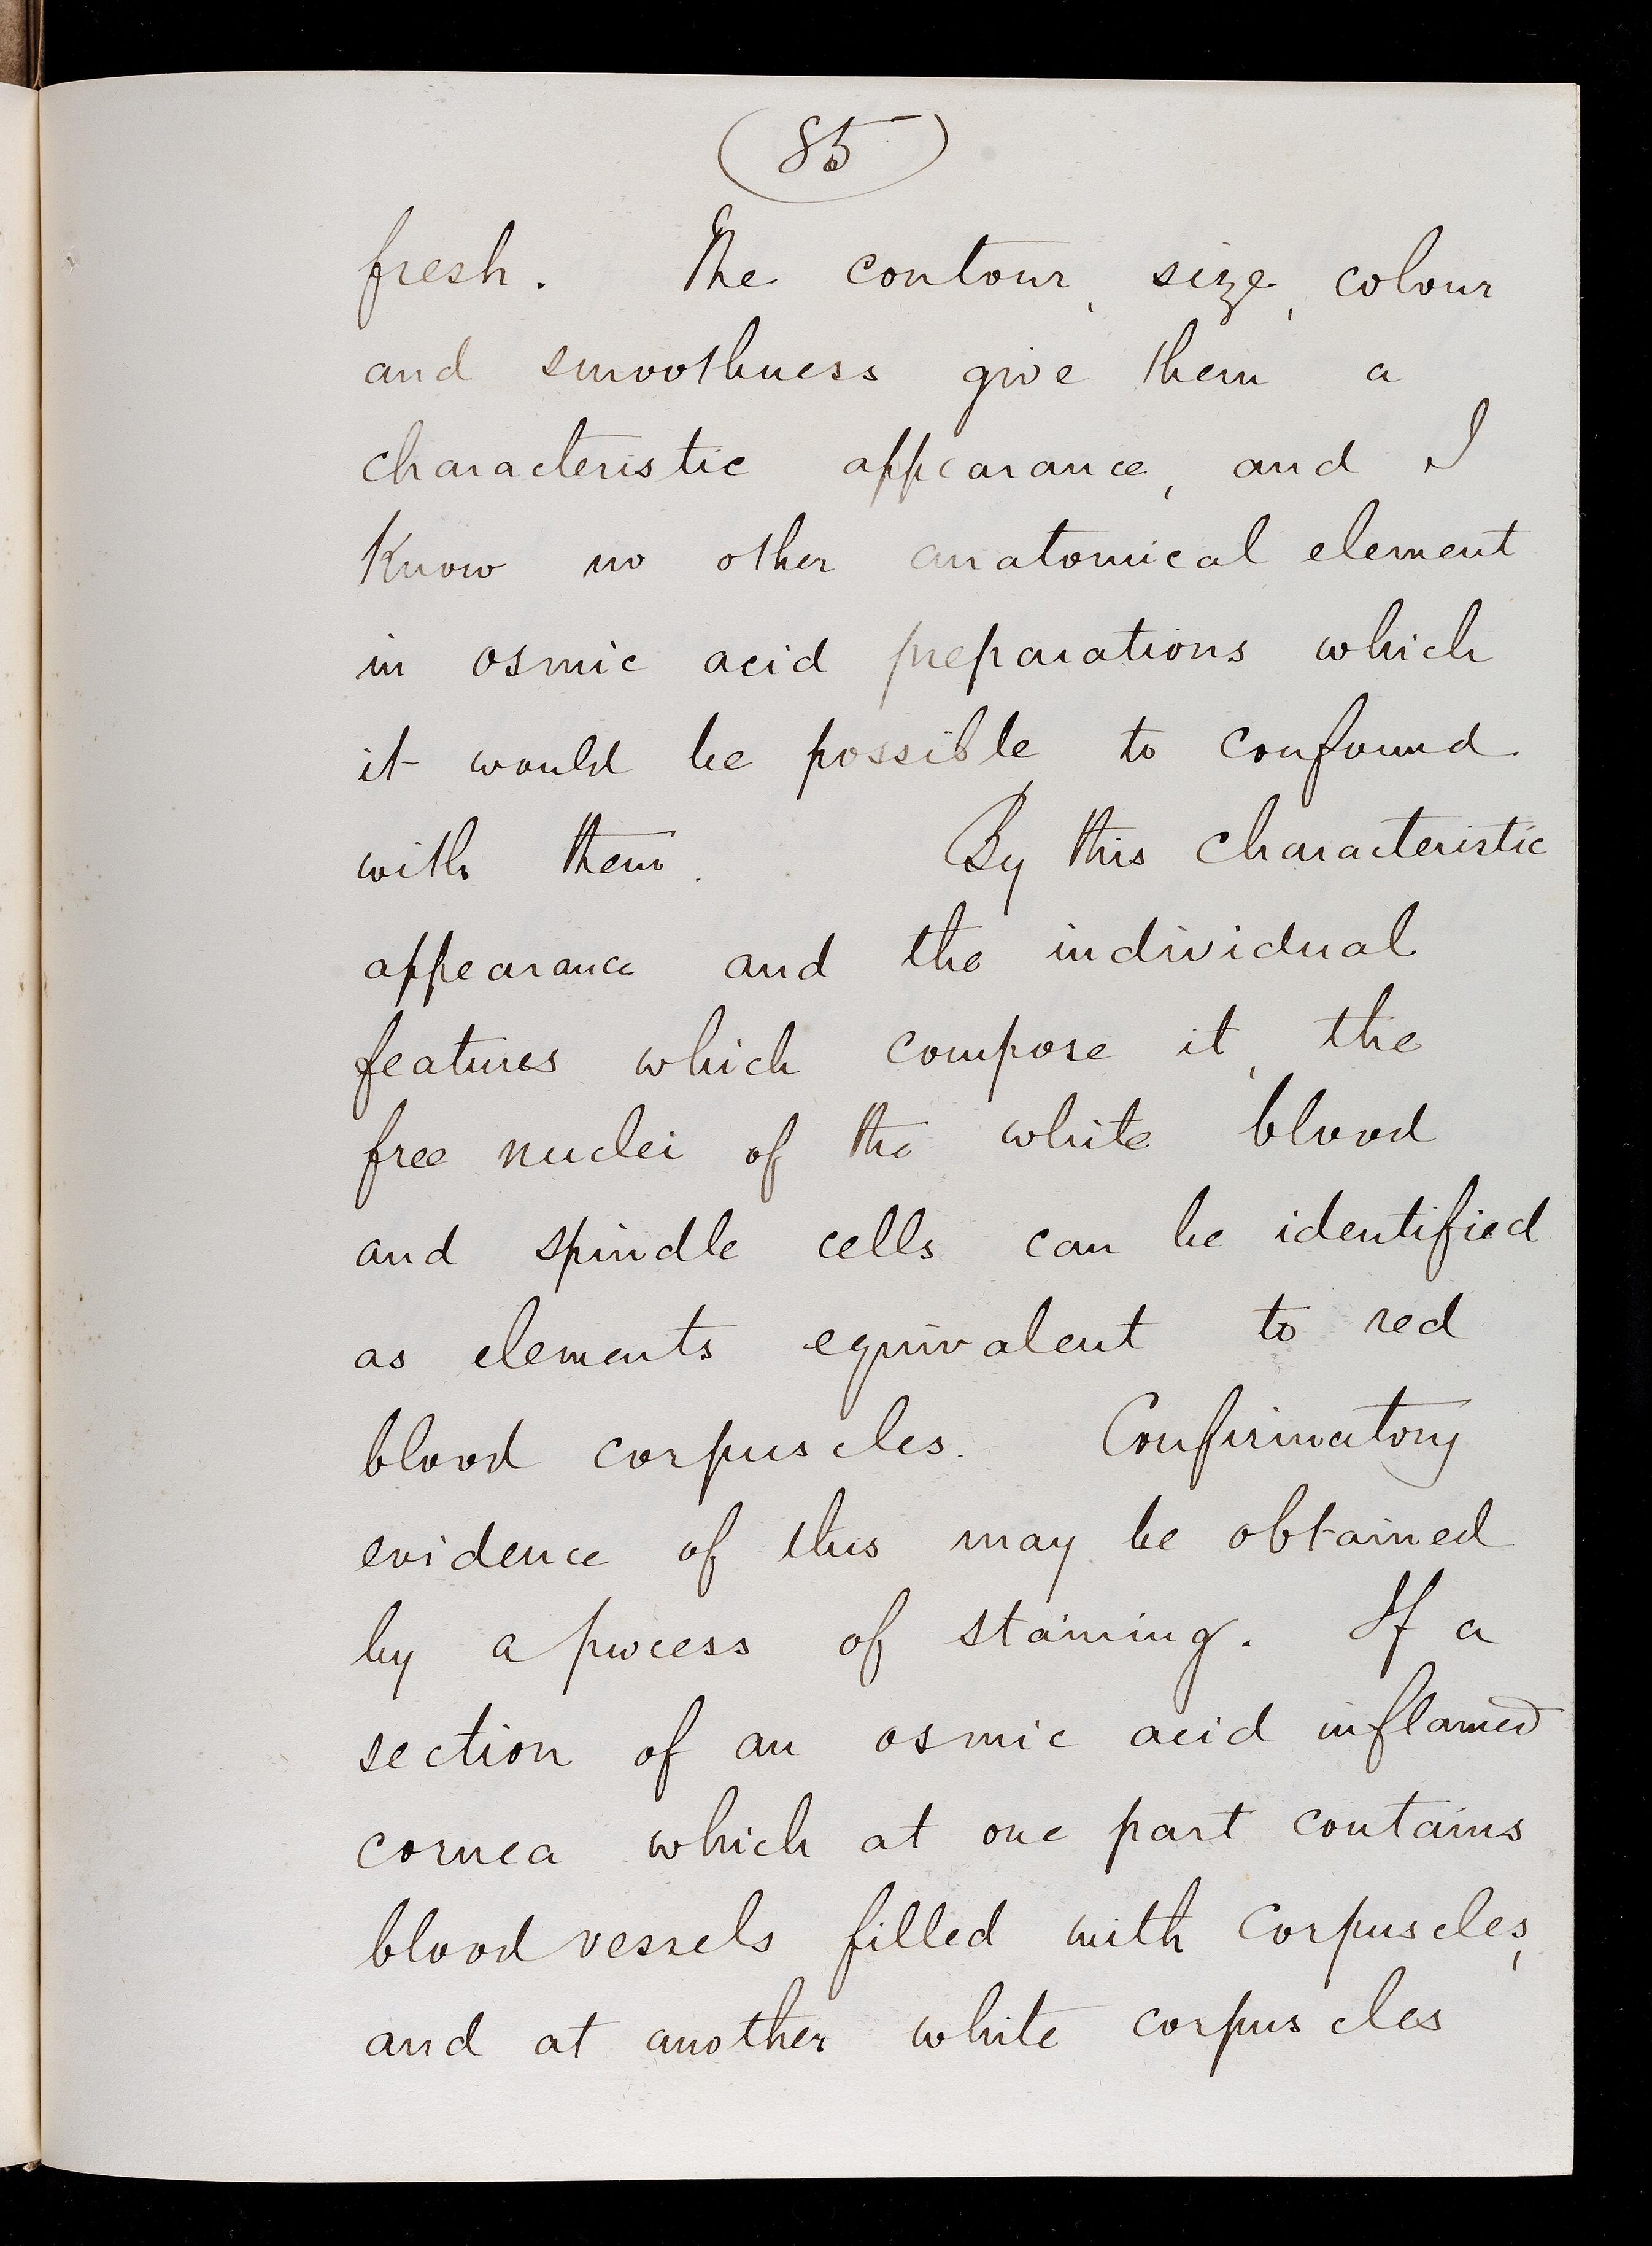 (85)
fresh. The contour, size, colour
and smoothness give them a
characteristic appearance, and I
know no other anatomical element
in osmic acid preparations which
it would be possible to confound
with them. By this characteristic
appearance and the individual
features which compose it, the
free nuclei of the white blood
and spindle cells can be identified
as elements equivalent to red
blood corpuscles. Confirmatory
evidence of this may be obtained
by a process of staining. If a
section of an osmic acid inflamed
cornea which at one part contains
blood vessels filled with corpuscles,
and at another white corpuscles